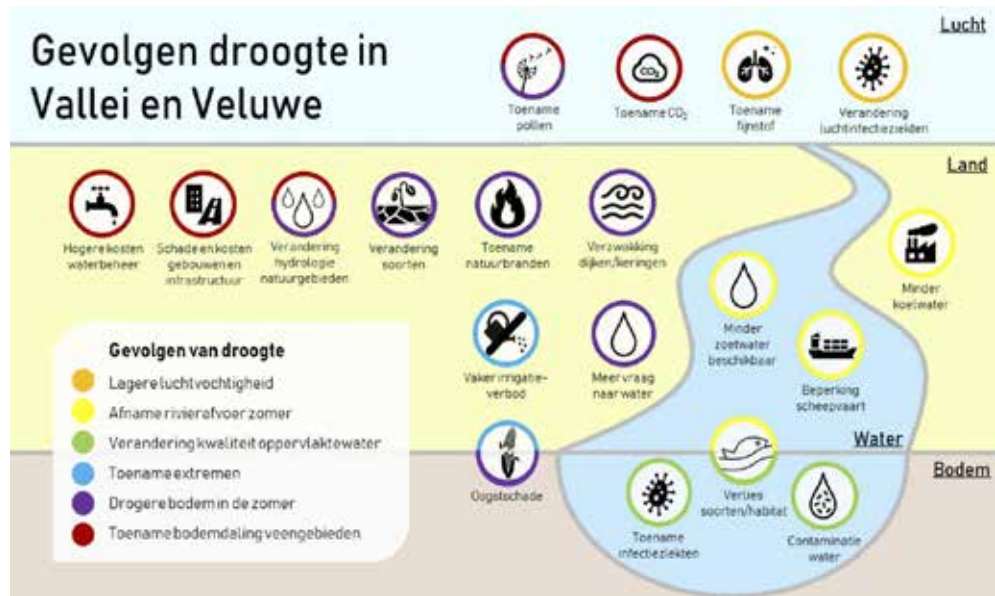 Gevolgen droogte in
Vallei en Veluwe
Lucht
Toename
pollen
CO₂
Toename CO₂
Toename
fijnstof
Verandering
luchtinfectieziekten
Land
Hogere kosten
waterbeheer
Schade en kosten
gebouwen en
infrastructuur
Verandering
hydrologie
natuurgebieden
Verandering
soorten
Toename
natuurbranden
Verzwakking
dijken/keringen
Minder
koelwater
Minder
zoetwater
beschikbaar
Beperking
scheepvaart
Vaker irrigatie-
verbod
Meer vraag
naar water
Water
Bodem
Oogstschade
Toename
infectieziekten
Verlies
soorten/habitat
Contaminatie
water
Gevolgen van droogte
Lagere luchtvochtigheid
Afname rivierafvoer zomer
Verandering kwaliteit oppervlaktewater
Toename extremen
Drogere bodem in de zomer
Toename bodemdaling veengebieden